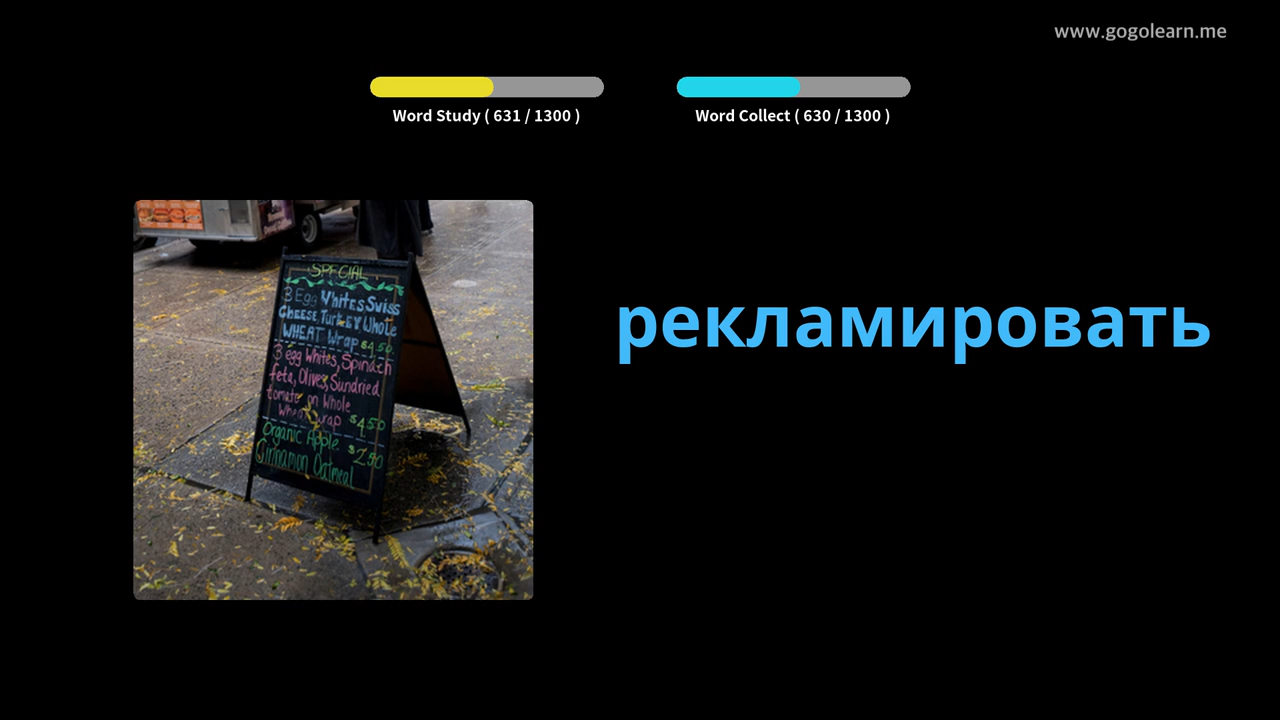 www.gogolearn.me
Word Study ( 631 / 1300 )
Word Collect ( 630 / 1300 )
SPECIAL
3 Egg Whites, Swiss
Cheese, Turkey Whole
WHEAT Wrap $4.50
3 egg Whites, Spinach
feta, Olives, Sundried
tomato on Whole
Wheat wrap $4.50
Organic Apple
Cinnamon Oatmeal $2.50
рекламировать